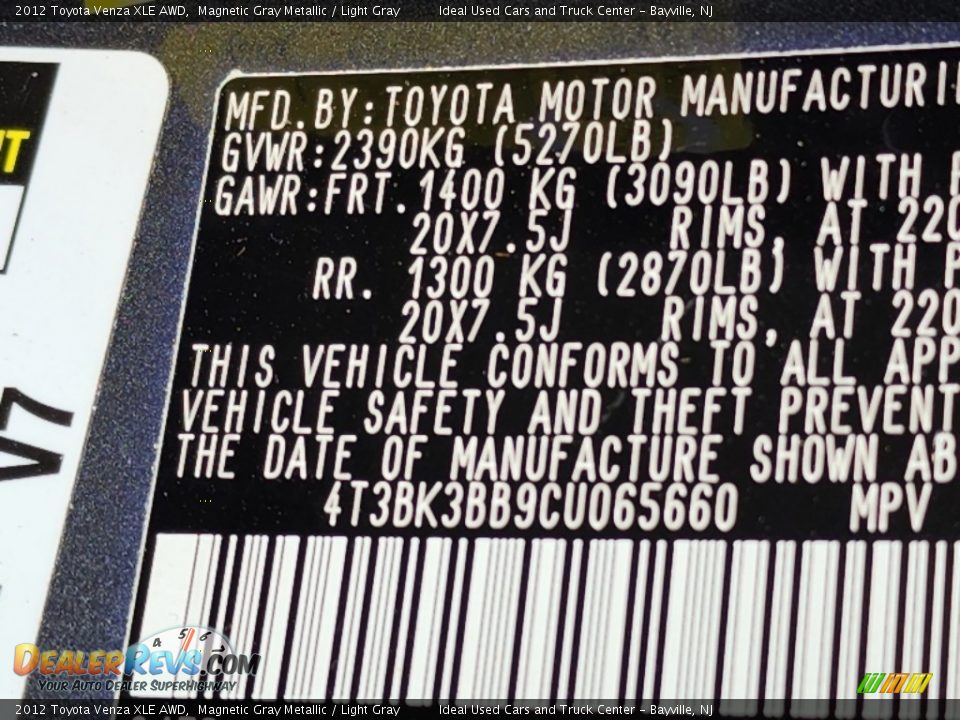 2012 Toyota Venza XLE AWD,  Magnetic Gray Metallic / Light Gray        Ideal Used Cars and Truck Center - Bayville, NJ
MFD.BY:TOYOTA MOTOR MANUFACTURI
GVWR:2390KG (5270LB)
GAWR:FRT.1400 KG (3090LB) WITH
20X7.5J RIMS, AT 220
RR. 1300 KG (2870LB) WITH
20X7.5J RIMS, AT 220
THIS VEHICLE CONFORMS TO ALL APP
VEHICLE SAFETY AND THEFT PREVENT
THE DATE OF MANUFACTURE SHOWN AB
4T3BK3BB9CU065660 MPV
4 5 6
DealerRevs.com
Your Auto Dealer SuperHighway
2012 Toyota Venza XLE AWD,  Magnetic Gray Metallic / Light Gray        Ideal Used Cars and Truck Center - Bayville, NJ